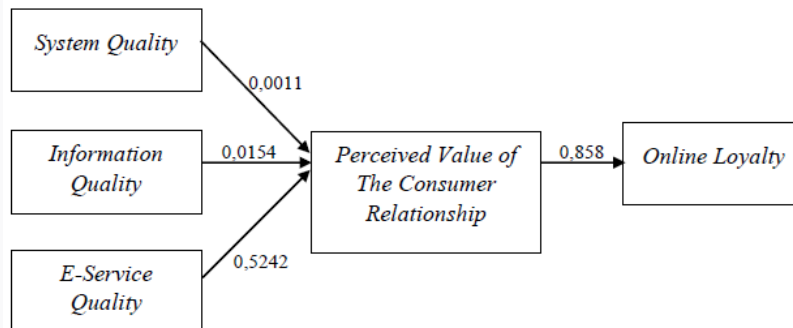 System Quality
0,0011
Information
Quality
0,0154
Perceived Value of
The Consumer
Relationship
0,858
Online Loyalty
E-Service
Quality
0,5242